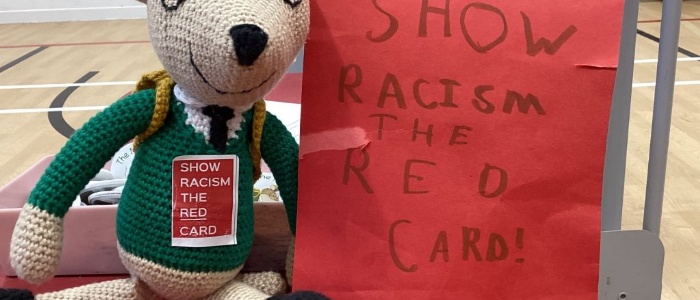 SHOW
RACISM
THE
RED
CARD
SHOW
RACISM
THE
RED
CARD!